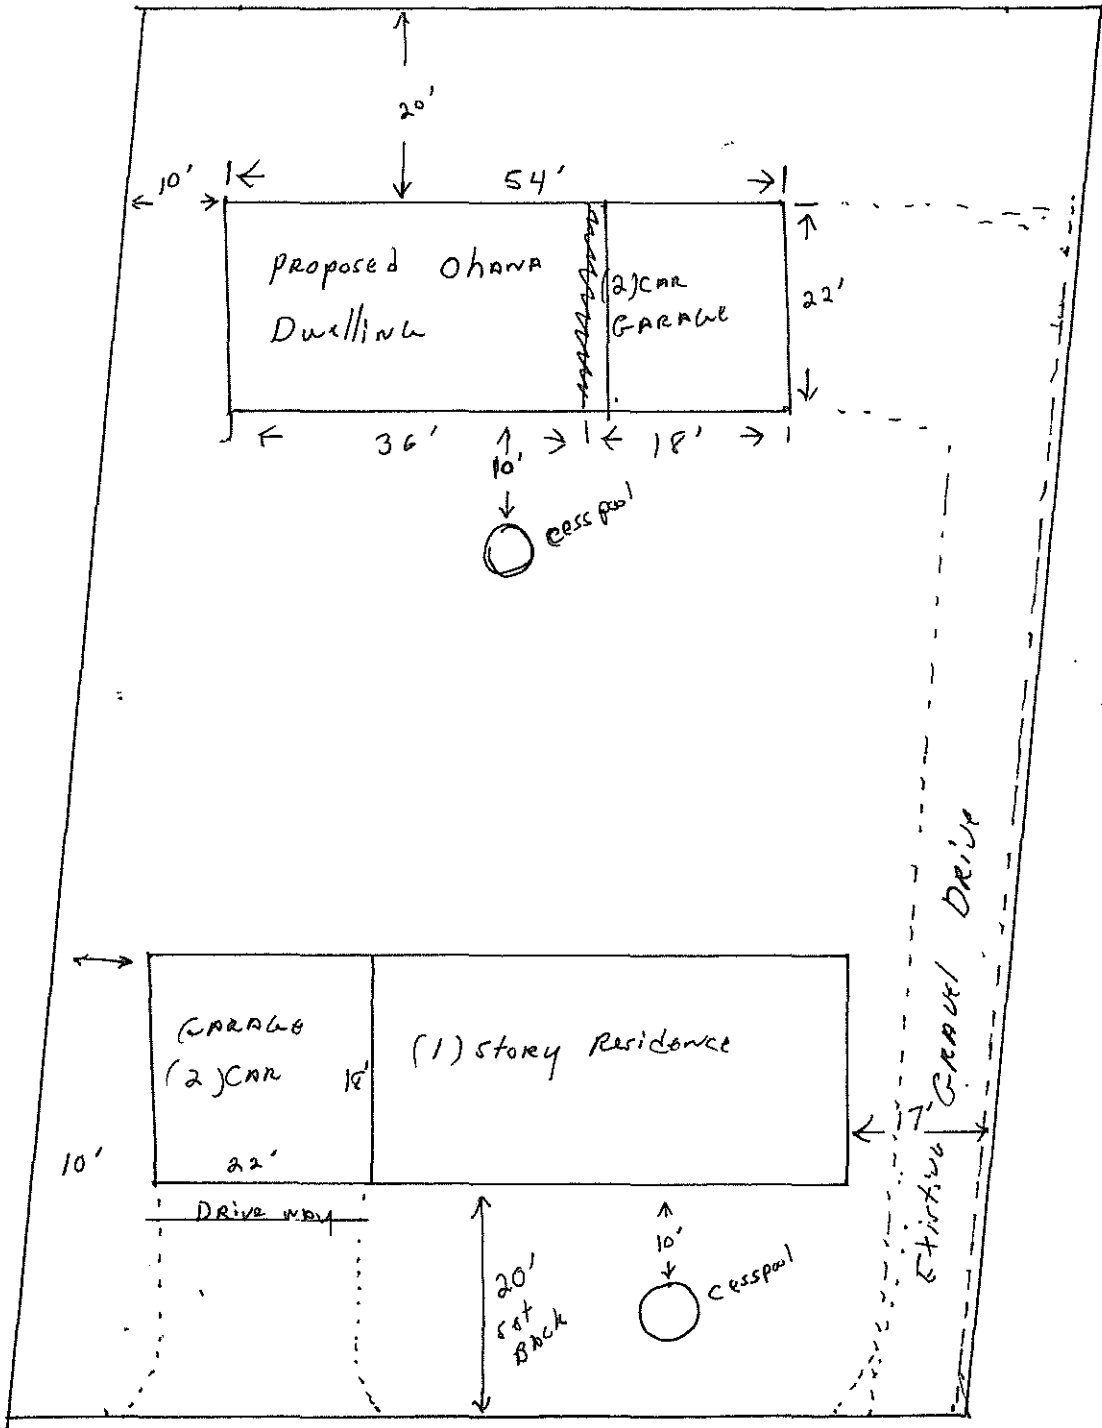 20'
10'
54'
PROPOSED OhANA
DwellinG
(2)CAR
GARAGE
22'
36'
18'
10'
cesspool
GARAGE
(2)CAR
18'
(1) Story Residence
17'
Existing GRAVEl DRive
10'
22'
DRive way
20'
set
Back
10'
cesspool